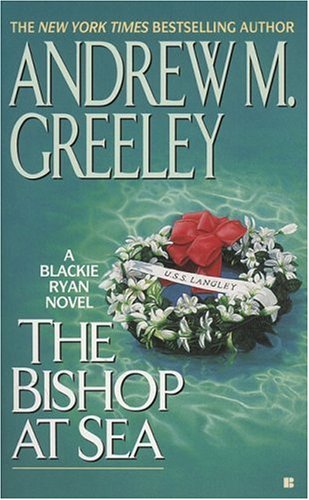 THE NEW YORK TIMES BESTSELLING AUTHOR
ANDREW M.
GREELEY
A
BLACKIE
RYAN
NOVEL
U.S.S. LANGLEY
THE
BISHOP
AT SEA
B